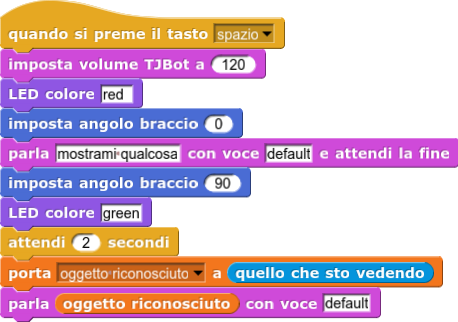 quando si preme il tasto spazio
imposta volume TJBot a 120
LED colore red
imposta angolo braccio 0
parla mostrami qualcosa con voce default e attendi la fine
imposta angolo braccio 90
LED colore green
attendi 2 secondi
porta oggetto riconosciuto a quello che sto vedendo
parla oggetto riconosciuto con voce default